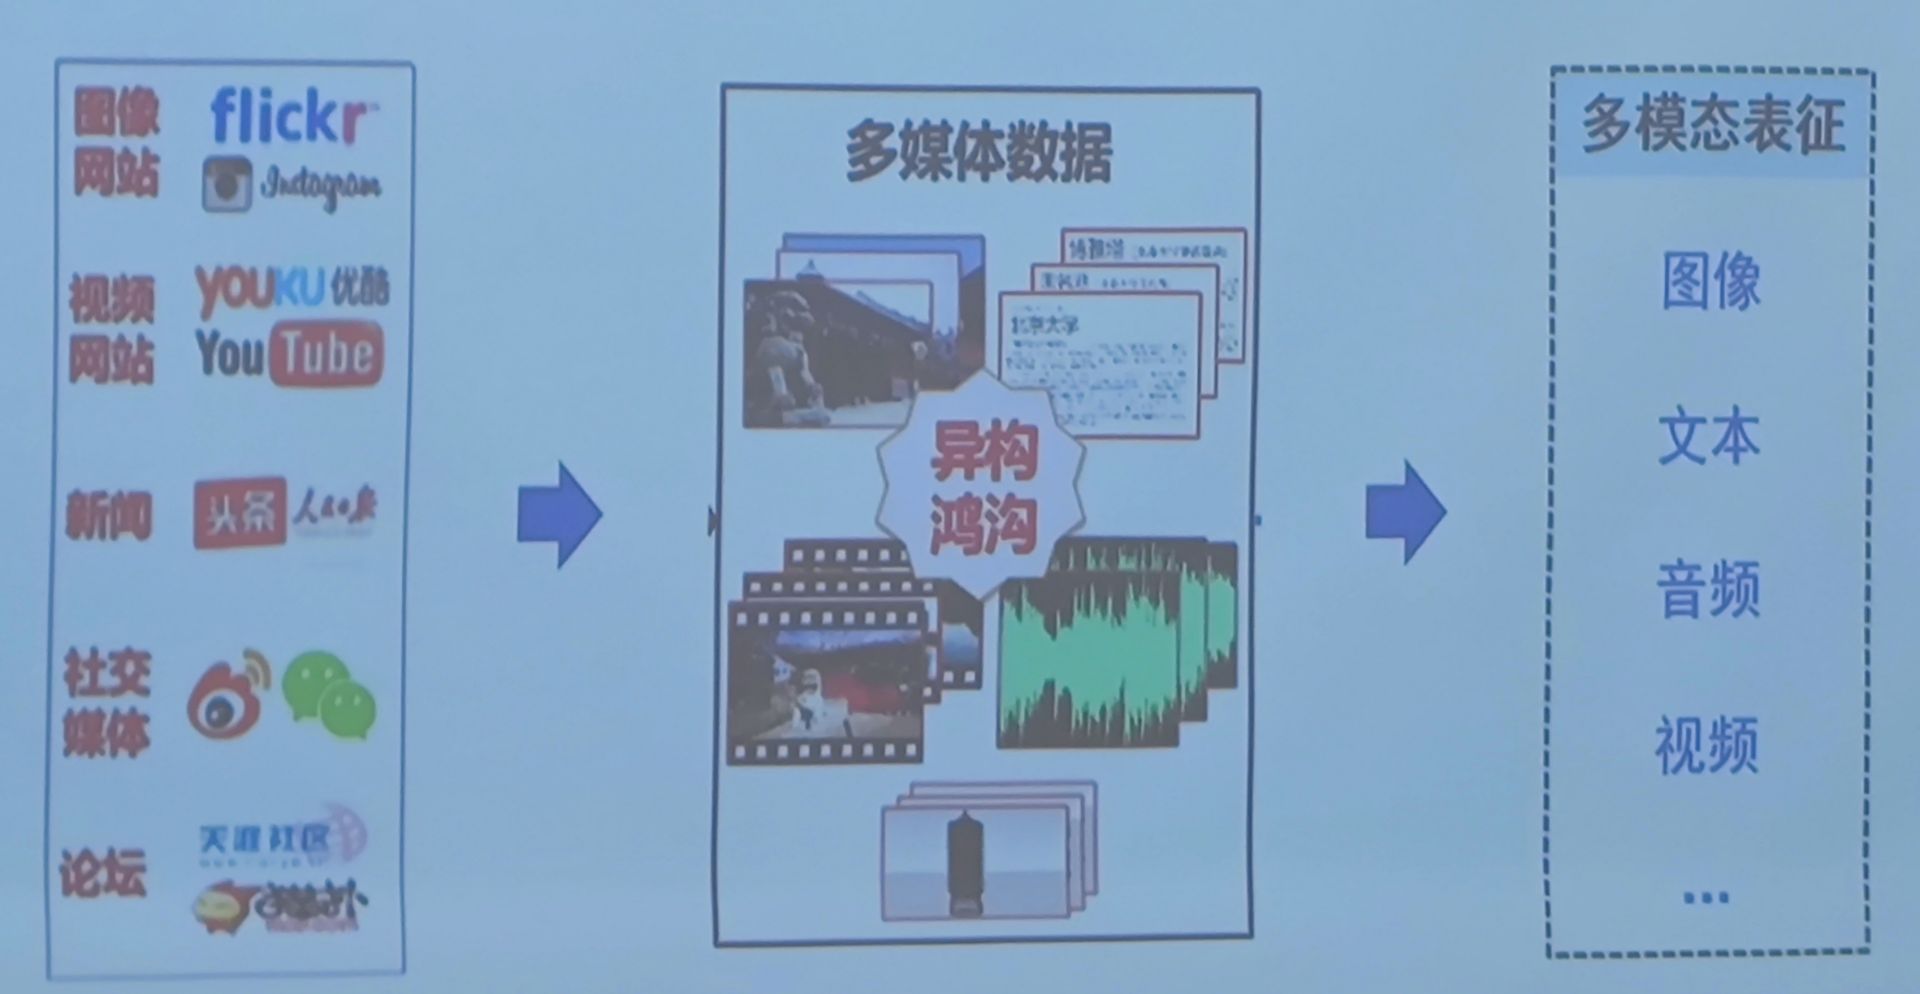 图像
网站
flickr
Instagram
视频
网站
YOUKU 优酷
YouTube
新闻
头条 人民日报
社交
媒体
论坛
天涯社区
猫扑
多媒体数据
博雅塔
北京大学
异构
鸿沟
多模态表征
图像
文本
音频
视频
...